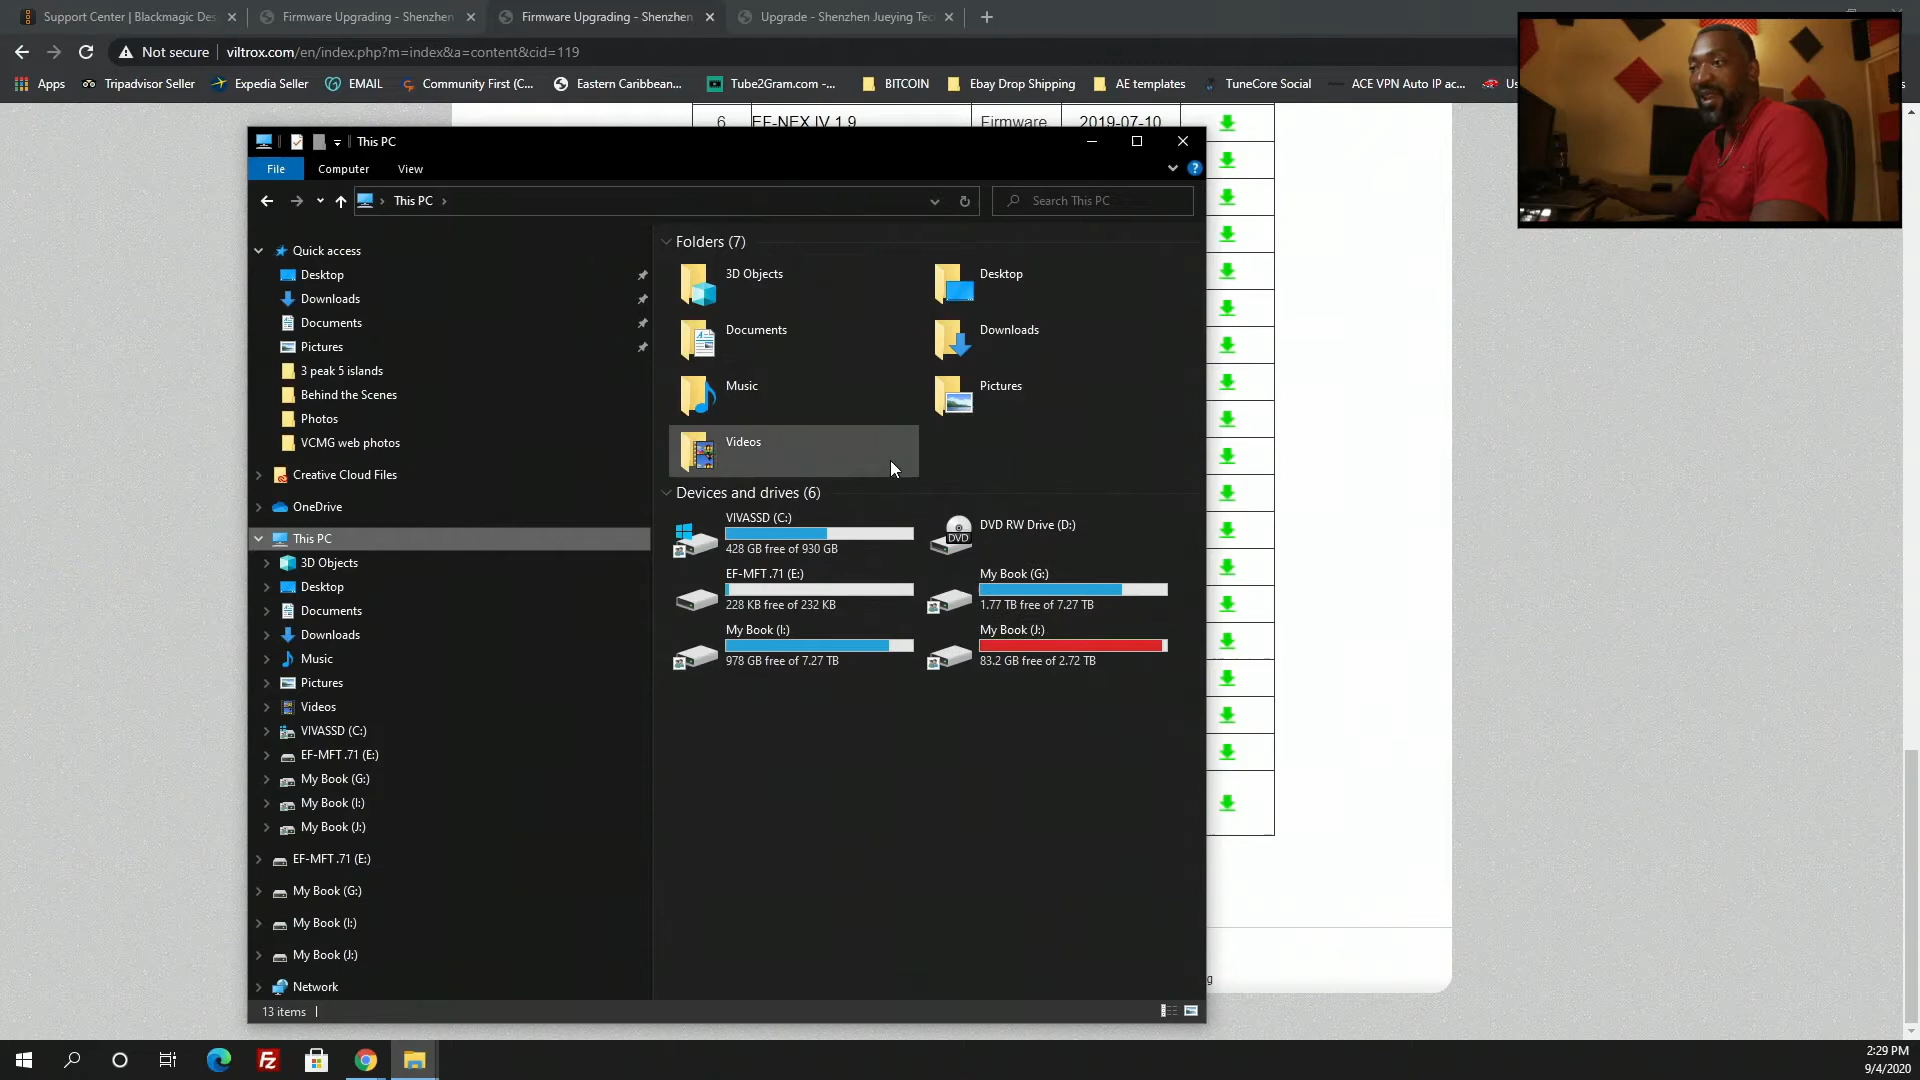 Support Center | Blackmagic Des
Firmware Upgrading - Shenzhen
Firmware Upgrading - Shenzhen
Upgrade - Shenzhen Jueying Tec
Not secure
viltrox.com/en/index.php?m=index&a=content&cid=119
Apps
Tripadvisor Seller
Expedia Seller
EMAIL
Community First (C...
Eastern Caribbean...
Tube2Gram.com -...
BITCOIN
Ebay Drop Shipping
AE templates
TuneCore Social
ACE VPN Auto IP ac...
6 EF-NEX IV 1.9 Firmware 2019-07-10
This PC
File Computer View
This PC
Search This PC
Quick access
Desktop
Downloads
Documents
Pictures
3 peak 5 islands
Behind the Scenes
Photos
VCMG web photos
Creative Cloud Files
OneDrive
This PC
3D Objects
Desktop
Documents
Downloads
Music
Pictures
Videos
VIVASSD (C:)
EF-MFT .71 (E:)
My Book (G:)
My Book (I:)
My Book (J:)
EF-MFT .71 (E:)
My Book (G:)
My Book (I:)
My Book (J:)
Network
Folders (7)
3D Objects
Desktop
Documents
Downloads
Music
Pictures
Videos
Devices and drives (6)
VIVASSD (C:)
428 GB free of 930 GB
DVD RW Drive (D:)
DVD
EF-MFT .71 (E:)
228 KB free of 232 KB
My Book (G:)
1.77 TB free of 7.27 TB
My Book (I:)
978 GB free of 7.27 TB
My Book (J:)
83.2 GB free of 2.72 TB
13 items
2:29 PM
9/4/2020